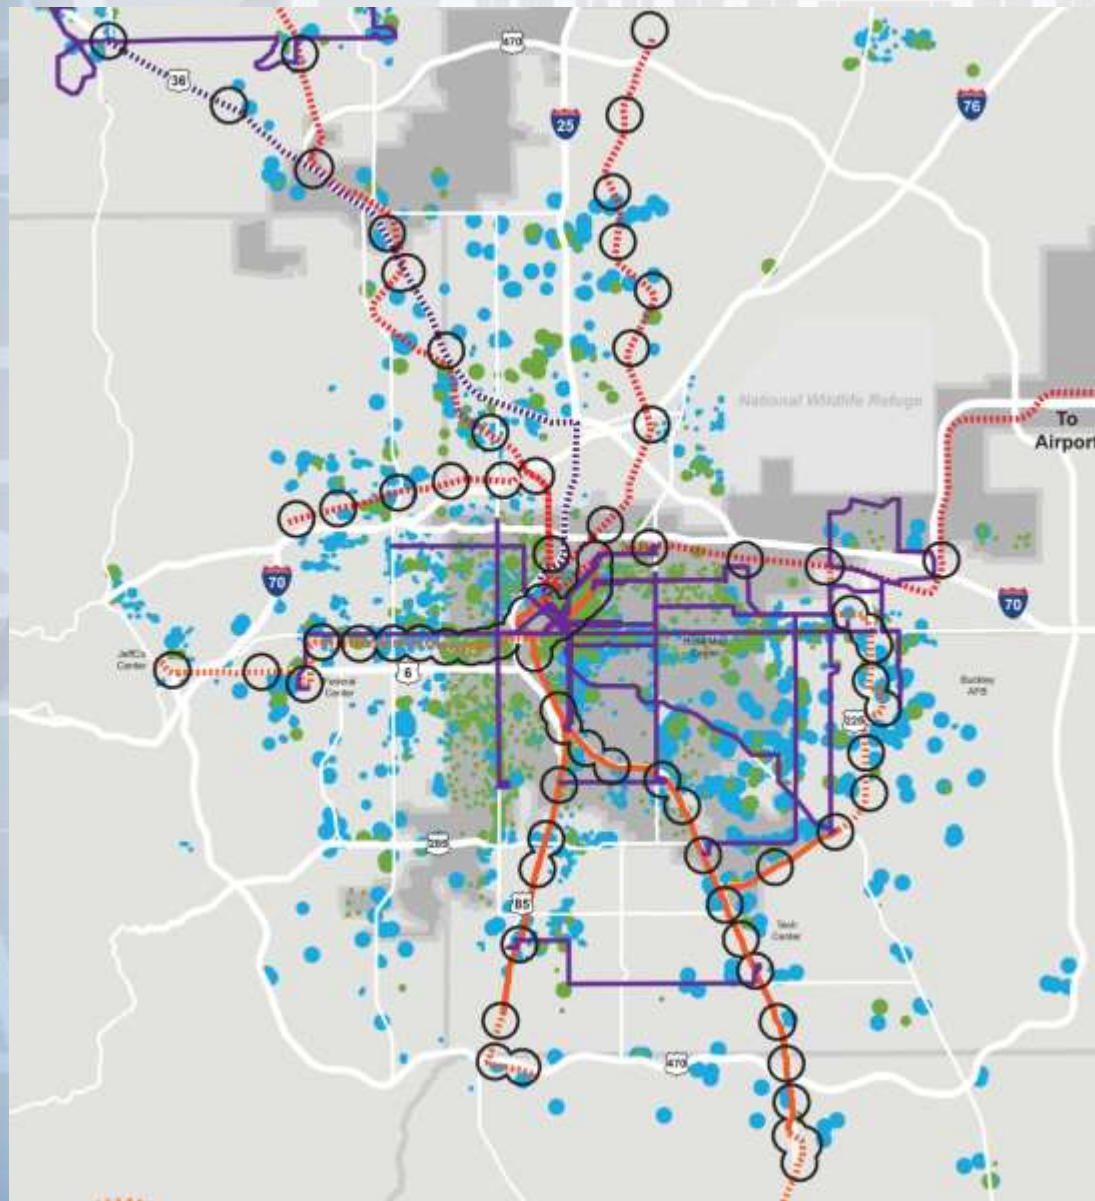 470
36
25
76
National Wildlife Refuge
To
Airport
70
70
JeffCo
Center
6
Federal
Center
Buckley
AFB
225
285
85
Tech
Center
470